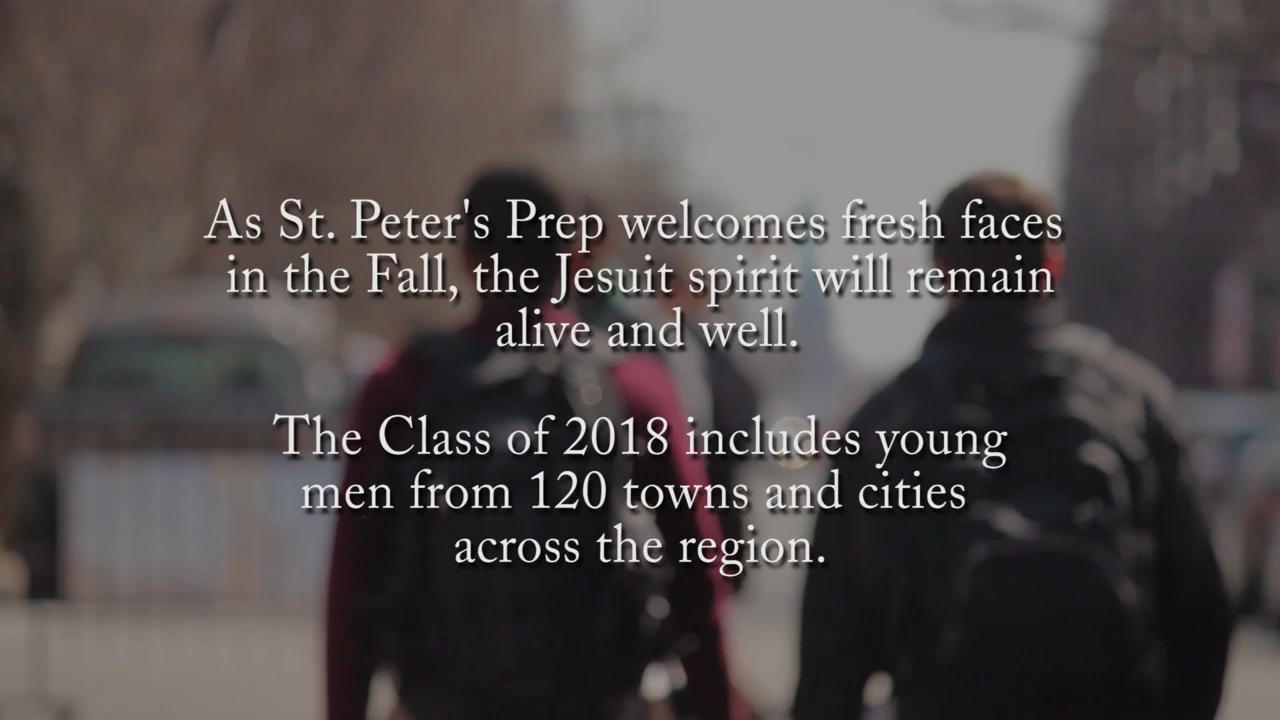 As St. Peter's Prep welcomes fresh faces
in the Fall, the Jesuit spirit will remain
alive and well.
The Class of 2018 includes young
men from 120 towns and cities
across the region.